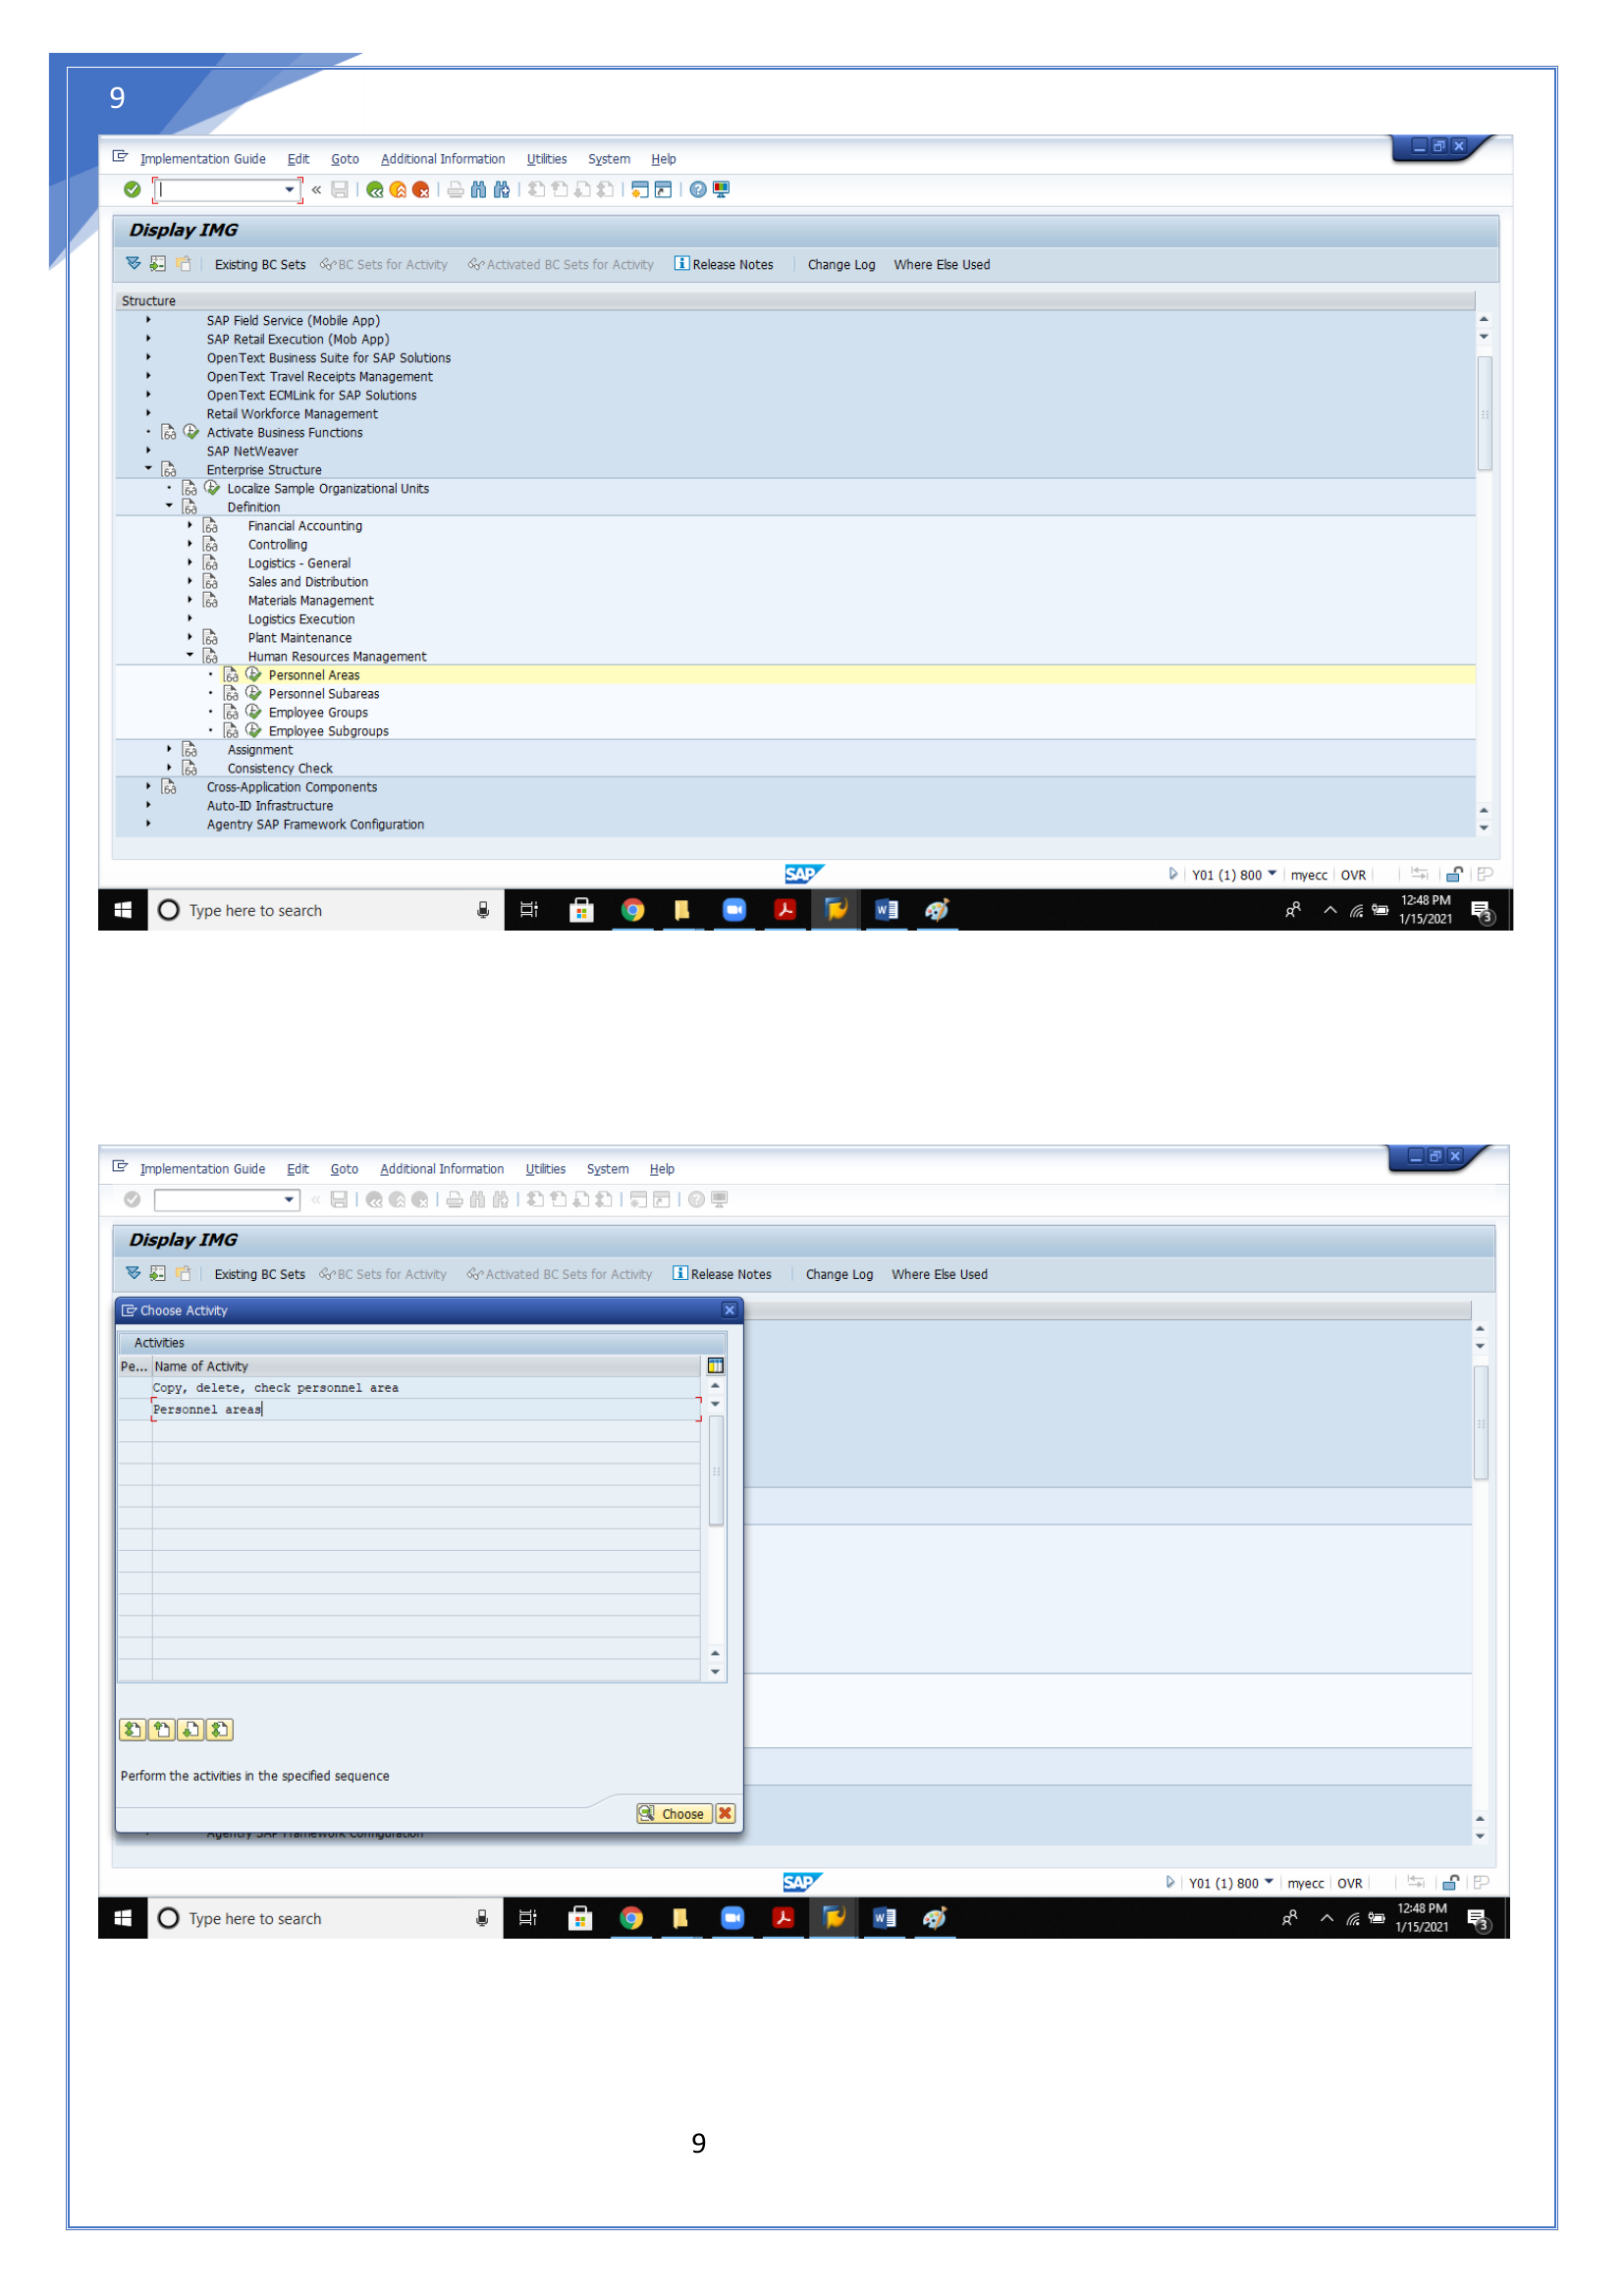 9
Implementation Guide Edit Goto Additional Information Utilities System Help
Display IMG
Existing BC Sets BC Sets for Activity Activated BC Sets for Activity Release Notes Change Log Where Else Used
Structure
SAP Field Service (Mobile App)
SAP Retail Execution (Mob App)
OpenText Business Suite for SAP Solutions
OpenText Travel Receipts Management
OpenText ECMLink for SAP Solutions
Retail Workforce Management
Activate Business Functions
SAP NetWeaver
Enterprise Structure
Localize Sample Organizational Units
Definition
Financial Accounting
Controlling
Logistics - General
Sales and Distribution
Materials Management
Logistics Execution
Plant Maintenance
Human Resources Management
Personnel Areas
Personnel Subareas
Employee Groups
Employee Subgroups
Assignment
Consistency Check
Cross-Application Components
Auto-ID Infrastructure
Agentry SAP Framework Configuration
SAP Y01 (1) 800 myecc OVR
Type here to search 12:48 PM
1/15/2021 3
Implementation Guide Edit Goto Additional Information Utilities System Help
Display IMG
Existing BC Sets BC Sets for Activity Activated BC Sets for Activity Release Notes Change Log Where Else Used
Choose Activity
Activities
Pe... Name of Activity
Copy, delete, check personnel area
Personnel areas
Perform the activities in the specified sequence
Choose
Agentry SAP Framework Configuration
SAP Y01 (1) 800 myecc OVR
Type here to search 12:48 PM
1/15/2021 3
9